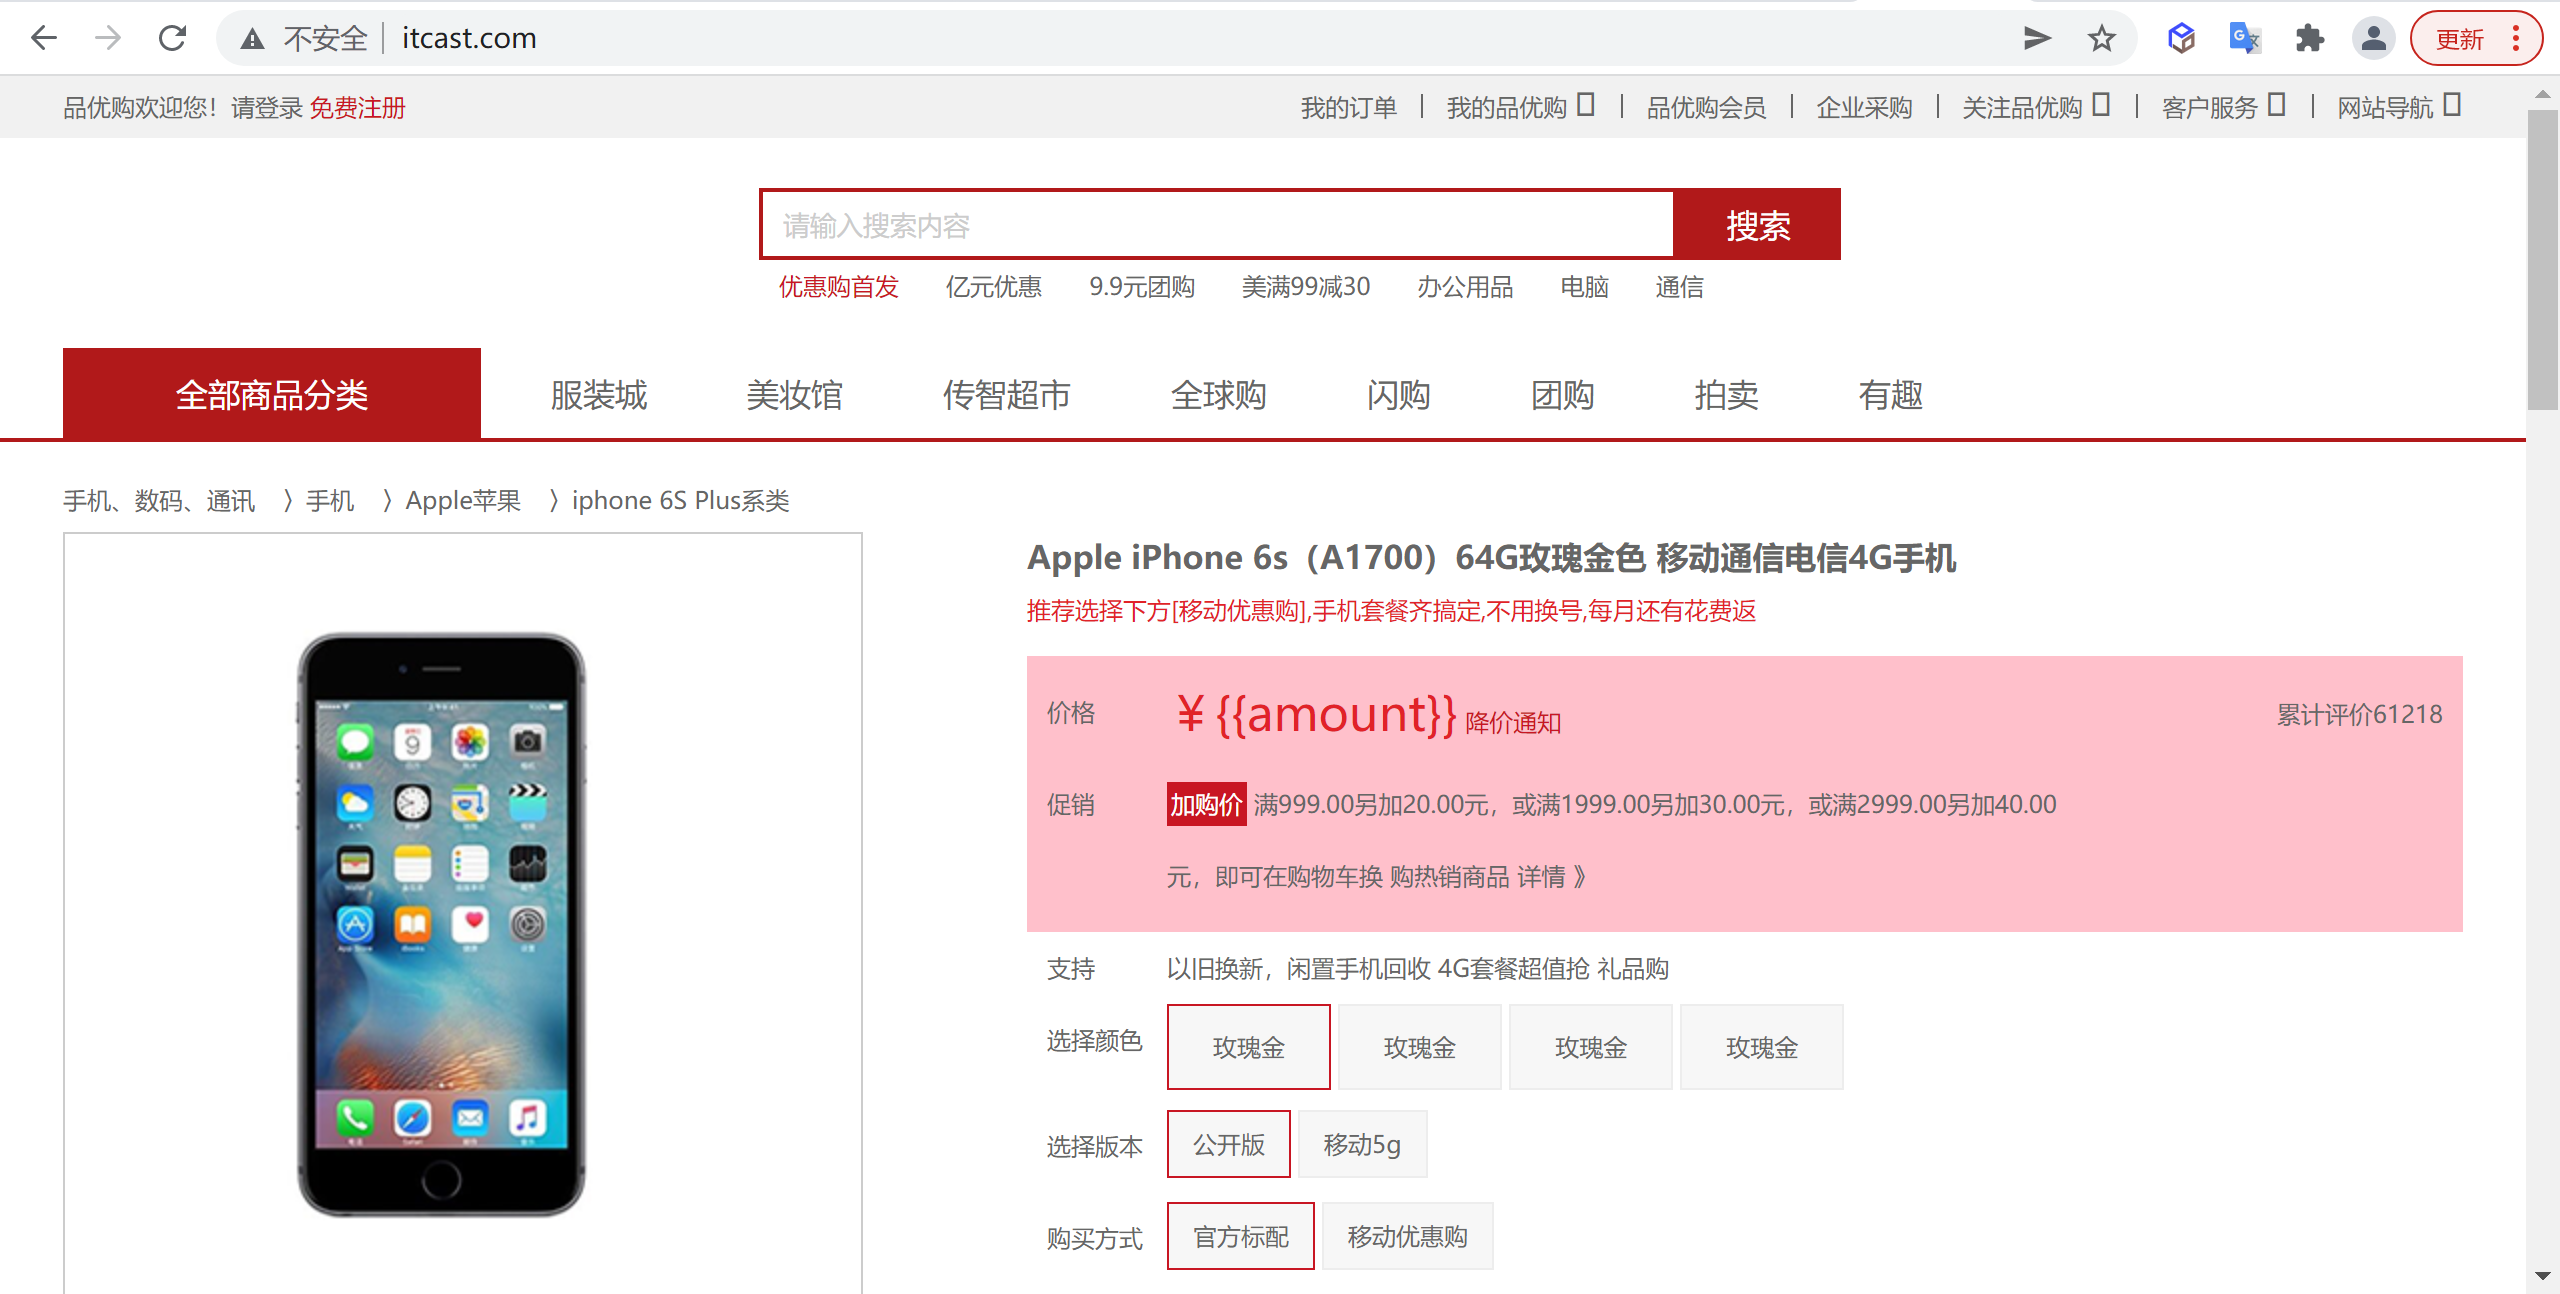 不安全 itcast.com 更新
品优购欢迎您！请登录 免费注册 我的订单 我的品优购 品优购会员 企业采购 关注品优购 客户服务 网站导航
请输入搜索内容 搜索
优惠购首发 亿元优惠 9.9元团购 美满99减30 办公用品 电脑 通信
全部商品分类 服装城 美妆馆 传智超市 全球购 闪购 团购 拍卖 有趣
手机、数码、通讯 〉手机 〉Apple苹果 〉iphone 6S Plus系类
Apple iPhone 6s（A1700）64G玫瑰金色 移动通信电信4G手机
推荐选择下方[移动优惠购],手机套餐齐搞定,不用换号,每月还有花费返
价格 ￥{{amount}} 降价通知 累计评价61218
促销 加购价 满999.00另加20.00元，或满1999.00另加30.00元，或满2999.00另加40.00
元，即可在购物车换 购热销商品 详情 》
支持 以旧换新，闲置手机回收 4G套餐超值抢 礼品购
选择颜色 玫瑰金 玫瑰金 玫瑰金 玫瑰金
选择版本 公开版 移动5g
购买方式 官方标配 移动优惠购